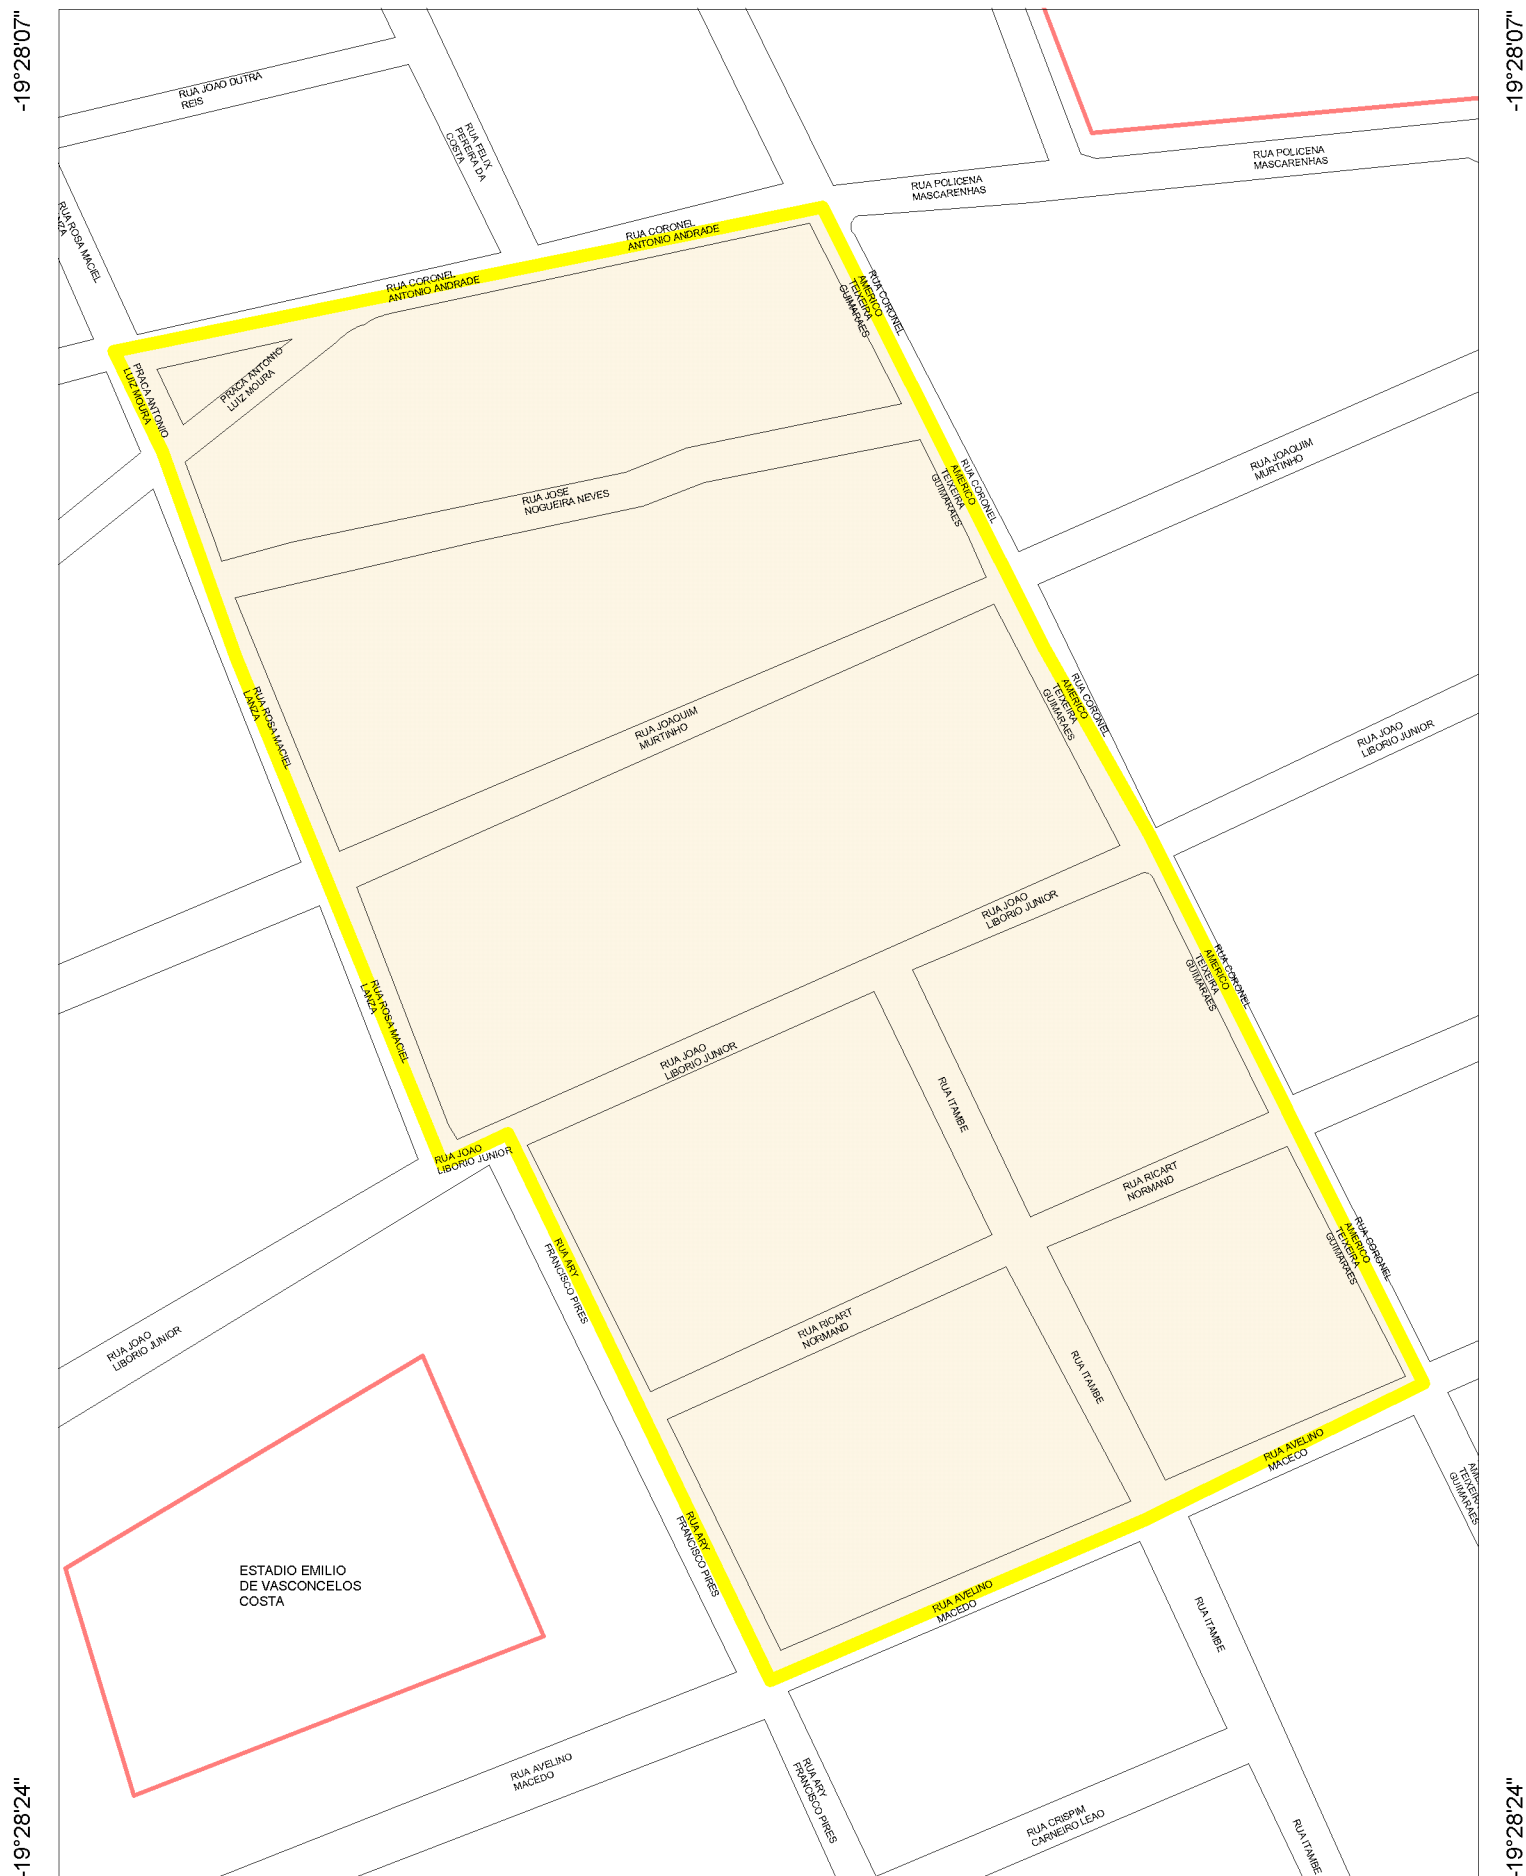 -19°28'07"
-19°28'07"
RUA JOAO DUTRA
REIS
RUA FELIX
PEREIRA DA
COSTA
RUA POLICENA
MASCARENHAS
RUA POLICENA
MASCARENHAS
RUA ROSA MACIEL
RUA CORONEL
ANTONIO ANDRADE
RUA CORONEL
ANTONIO ANDRADE
RUA CORONEL
AMERICO
TEIXEIRA
GUIMARAES
PRACA ANTONIO
LUIZ MOURA
PRACA ANTONIO
LUIZ MOURA
RUA JOAQUIM
MURTINHO
RUA JOSE
NOGUEIRA NEVES
RUA CORONEL
AMERICO
TEIXEIRA
GUIMARAES
RUA ROSA MACIEL
LANZA
RUA JOAQUIM
MURTINHO
RUA CORONEL
AMERICO
TEIXEIRA
GUIMARAES
RUA JOAO
LIBORIO JUNIOR
RUA JOAO
LIBORIO JUNIOR
RUA CORONEL
AMERICO
TEIXEIRA
GUIMARAES
RUA ROSA MACIEL
LANZA
RUA JOAO
LIBORIO JUNIOR
RUA ITAMBE
RUA JOAO
LIBORIO JUNIOR
RUA RICART
NORMAND
RUA ARY
FRANCISCO PIRES
RUA CORONEL
AMERICO
TEIXEIRA
GUIMARAES
RUA JOAO
LIBORIO JUNIOR
RUA RICART
NORMAND
RUA ITAMBE
RUA AVELINO
MACECO
TEIXEIRA
GUIMARAES
RUA ARY
FRANCISCO PIRES
ESTADIO EMILIO
DE VASCONCELOS
COSTA
RUA AVELINO
MACEDO
RUA ITAMBE
RUA AVELINO
MACEDO
RUA ARY
FRANCISCO PIRES
RUA CRISPIM
CARNEIRO LEAO
RUA ITAMBE
-19°28'24"
-19°28'24"